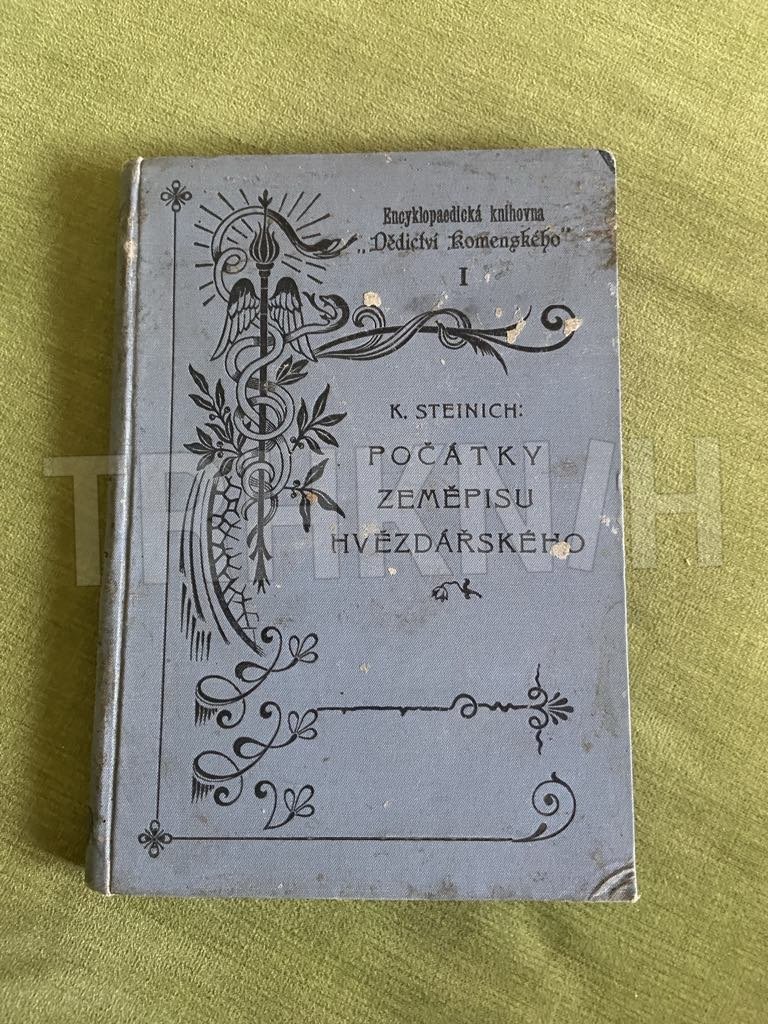 Encyklopaedická knihovna
„Dědictví Komenského"
I
K. STEINICH:
POČÁTKY
ZEMĚPISU
HVĚZDÁŘSKÉHO